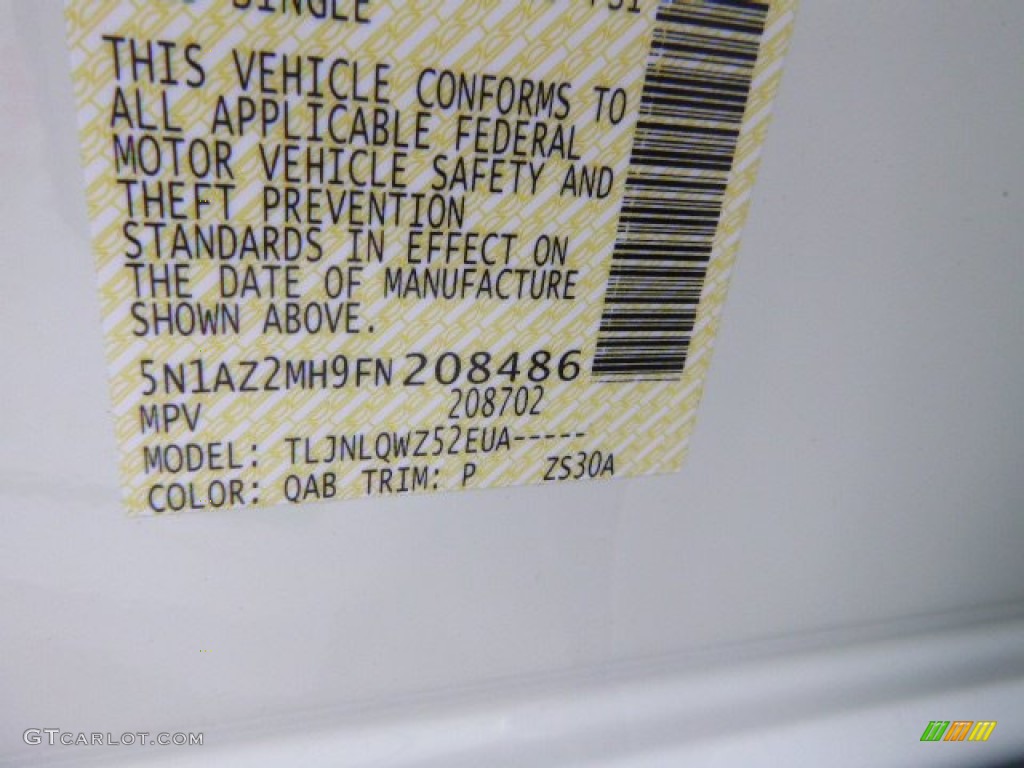 SINGLE PSI
THIS VEHICLE CONFORMS TO
ALL APPLICABLE FEDERAL
MOTOR VEHICLE SAFETY AND
THEFT PREVENTION
STANDARDS IN EFFECT ON
THE DATE OF MANUFACTURE
SHOWN ABOVE.
5N1AZ2MH9FN208486
MPV 208702
MODEL: TLJNLQWZ52EUA-----
COLOR: QAB TRIM: P ZS30A
GTCARLOT.COM